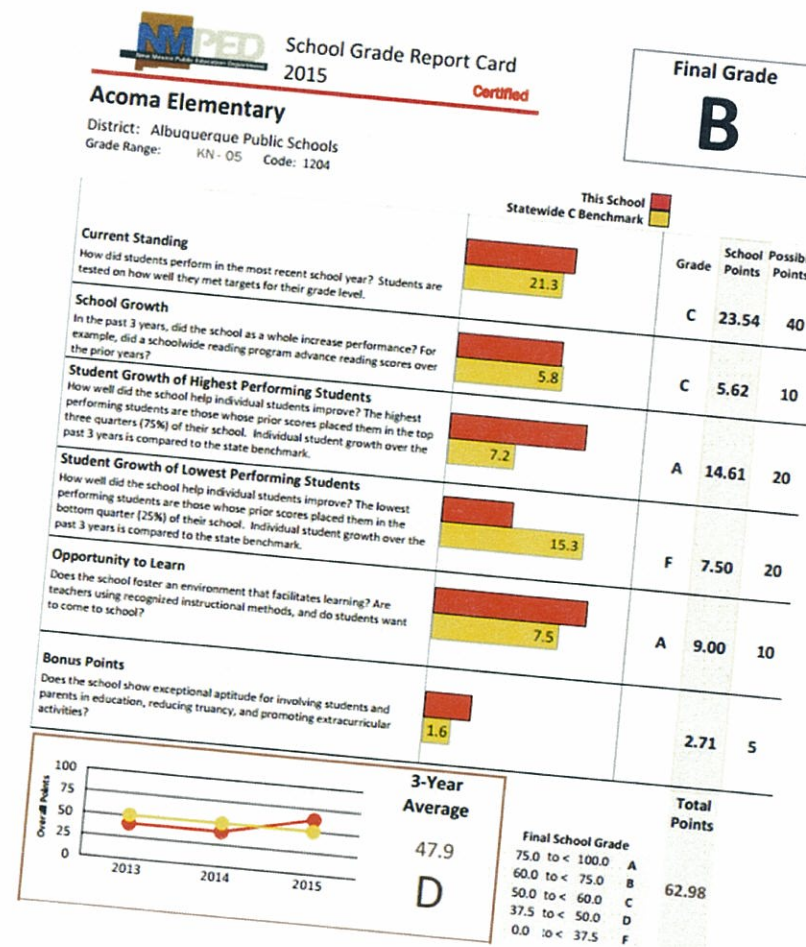 NMPED
New Mexico Public Education Department
School Grade Report Card
2015
Certified
Final Grade
B
Acoma Elementary
District: Albuquerque Public Schools
Grade Range: KN - 05 Code: 1204
This School
Statewide C Benchmark
Grade School Points Possib Points
Current Standing
How did students perform in the most recent school year? Students are
tested on how well they met targets for their grade level.
21.3
C 23.54 40
School Growth
In the past 3 years, did the school as a whole increase performance? For
example, did a schoolwide reading program advance reading scores over
the prior years?
5.8
C 5.62 10
Student Growth of Highest Performing Students
How well did the school help individual students improve? The highest
performing students are those whose prior scores placed them in the top
three quarters (75%) of their school. Individual student growth over the
past 3 years is compared to the state benchmark.
7.2
A 14.61 20
Student Growth of Lowest Performing Students
How well did the school help individual students improve? The lowest
performing students are those whose prior scores placed them in the
bottom quarter (25%) of their school. Individual student growth over the
past 3 years is compared to the state benchmark.
15.3
F 7.50 20
Opportunity to Learn
Does the school foster an environment that facilitates learning? Are
teachers using recognized instructional methods, and do students want
to come to school?
7.5
A 9.00 10
Bonus Points
Does the school show exceptional aptitude for involving students and
parents in education, reducing truancy, and promoting extracurricular
activities?
1.6
2.71 5
Overall Points
100
75
50
25
0
2013 2014 2015
3-Year
Average
47.9
D
Final School Grade
75.0 to < 100.0 A
60.0 to < 75.0 B
50.0 to < 60.0 C
37.5 to < 50.0 D
0.0 to < 37.5 F
Total
Points
62.98